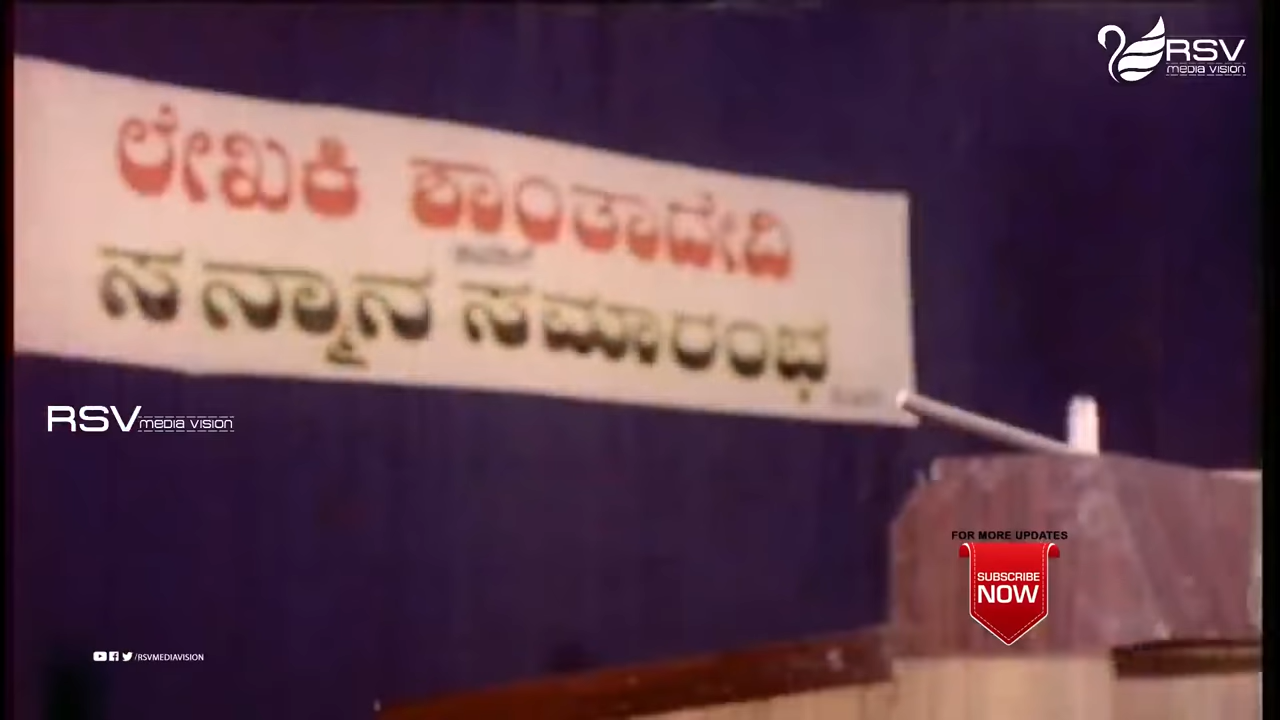 RSV
media vision
ಲೇಖಕಿ ಶಾಂತಾದೇವಿ
ಸನ್ಮಾನ ಸಮಾರಂಭ
RSV media vision
FOR MORE UPDATES
SUBSCRIBE
NOW
/RSVMEDIAVISION